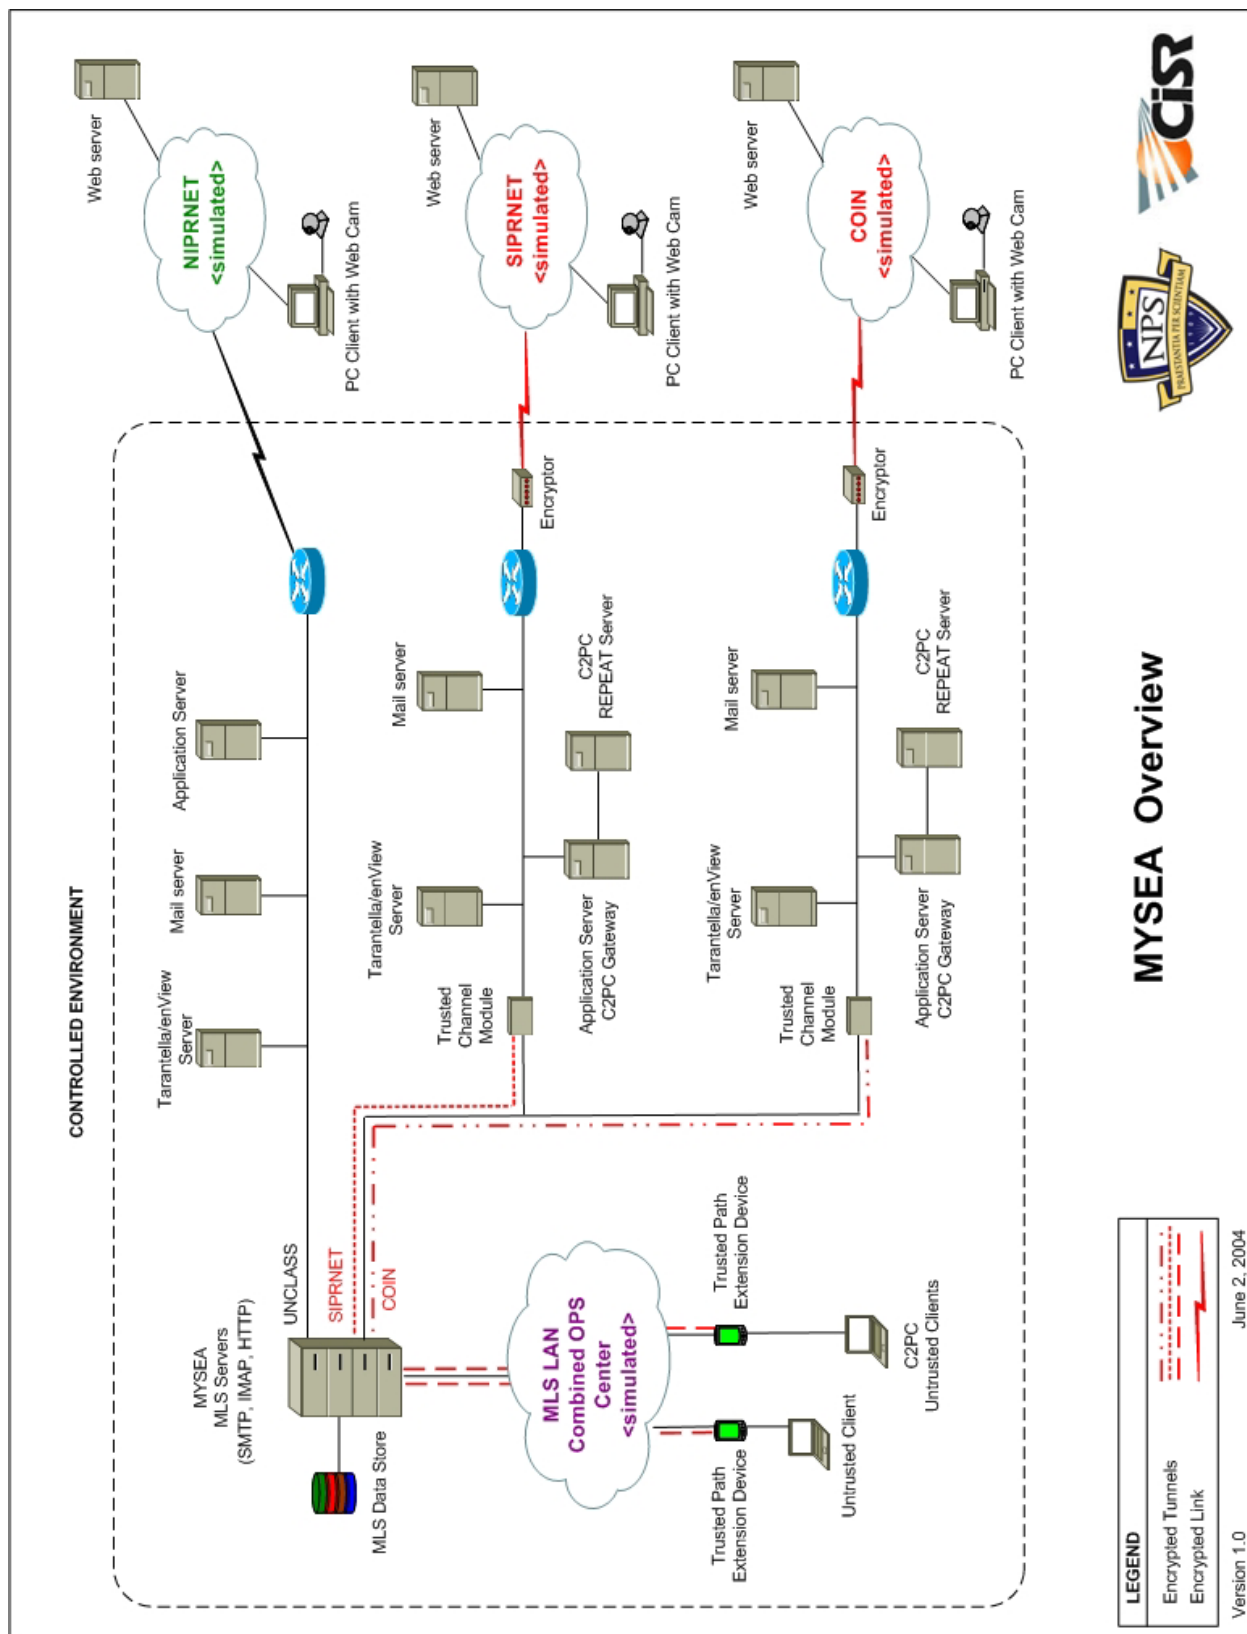 CONTROLLED ENVIRONMENT
MYSEA
MLS Servers
(SMTP, IMAP, HTTP)
MLS Data Store
UNCLASS
SIPRNET
COIN
Tarantella/enView
Server
Mail server
Application Server
Web server
NIPRNET
<simulated>
PC Client with Web Cam
Tarantella/enView
Server
Mail server
Trusted
Channel
Module
Application Server
C2PC Gateway
C2PC
REPEAT Server
Encryptor
Web server
SIPRNET
<simulated>
PC Client with Web Cam
MLS LAN
Combined OPS
Center
<simulated>
Trusted Path
Extension Device
Untrusted Client
Trusted Path
Extension Device
C2PC
Untrusted Clients
Tarantella/enView
Server
Mail server
Trusted
Channel
Module
Application Server
C2PC Gateway
C2PC
REPEAT Server
Encryptor
Web server
COIN
<simulated>
PC Client with Web Cam
LEGEND
Encrypted Tunnels
Encrypted Link
Version 1.0
June 2, 2004
MYSEA Overview
NPS
PRAESTANTIA PER SCIENTIAM
CISR